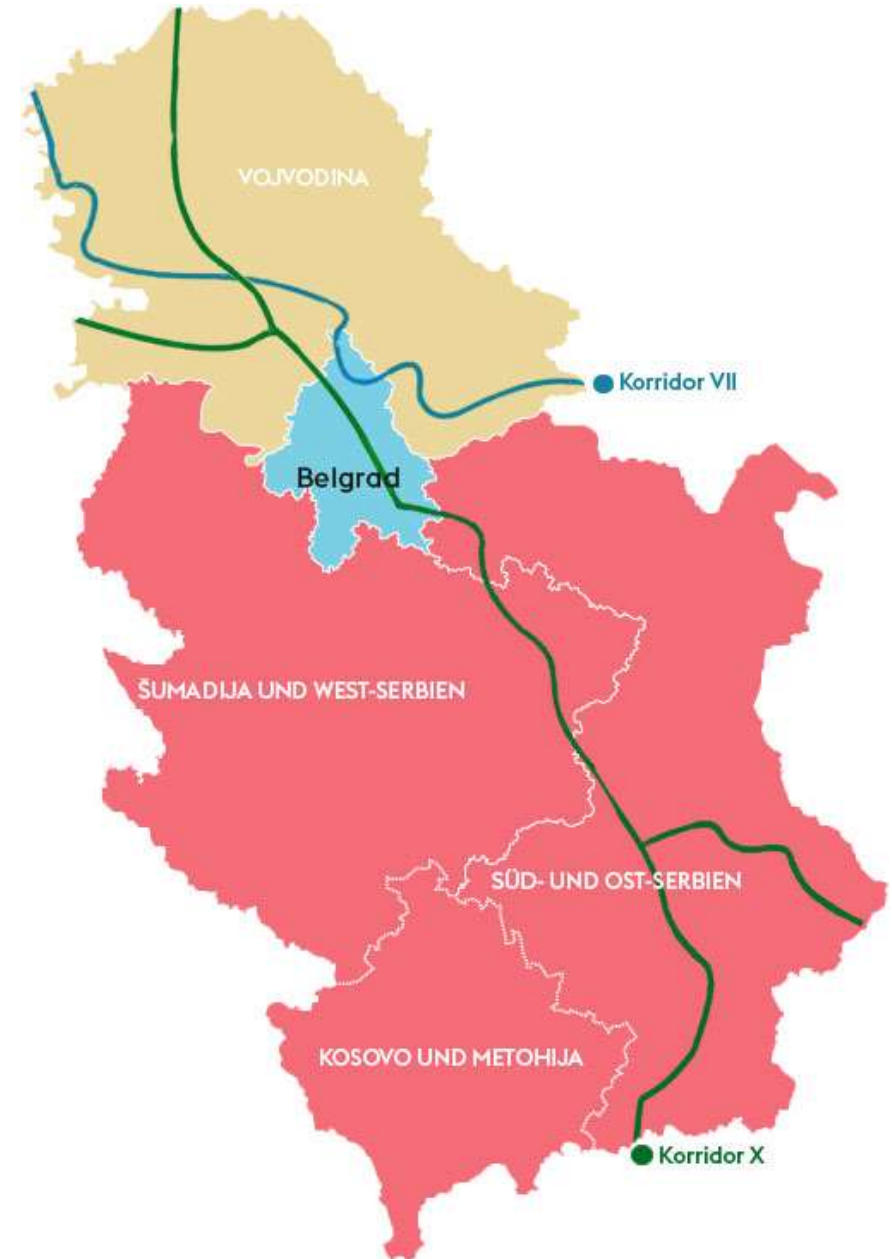 VOJVODINA
Korridor VII
Belgrad
ŠUMADIJA UND WEST-SERBIEN
SÜD- UND OST-SERBIEN
KOSOVO UND METOHIJA
Korridor X